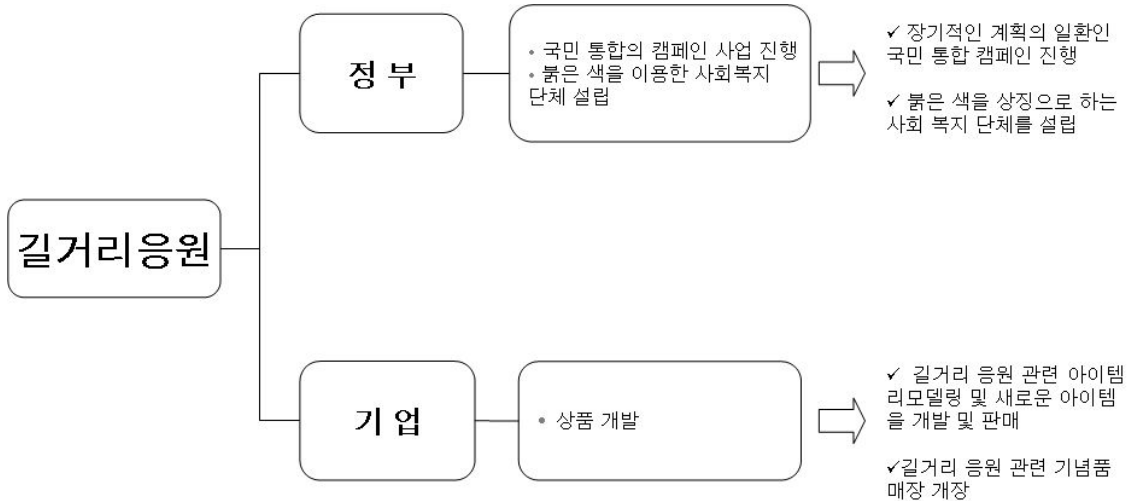 길거리응원
정 부
• 국민 통합의 캠페인 사업 진행
• 붉은 색을 이용한 사회복지
단체 설립
✓ 장기적인 계획의 일환인
국민 통합 캠페인 진행
✓ 붉은 색을 상징으로 하는
사회 복지 단체를 설립
기 업
• 상품 개발
✓ 길거리 응원 관련 아이템
리모델링 및 새로운 아이템
을 개발 및 판매
✓길거리 응원 관련 기념품
매장 개장